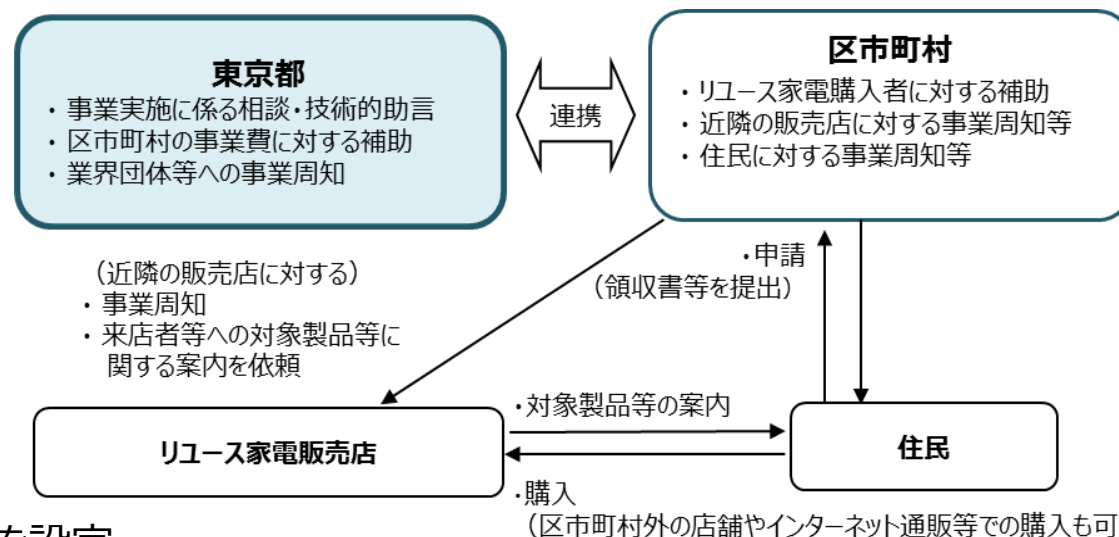 東京都
・ 事業実施に係る相談・技術的助言
・ 区市町村の事業費に対する補助
・ 業界団体等への事業周知
連携
区市町村
・ リユース家電購入者に対する補助
・ 近隣の販売店に対する事業周知等
・ 住民に対する事業周知等
（近隣の販売店に対する）
・ 事業周知
・ 来店者等への対象製品等に
関する案内を依頼
・申請
（領収書等を提出）
リユース家電販売店
・対象製品等の案内
住民
・購入
（区市町村外の店舗やインターネット通販等での購入も可
を設定